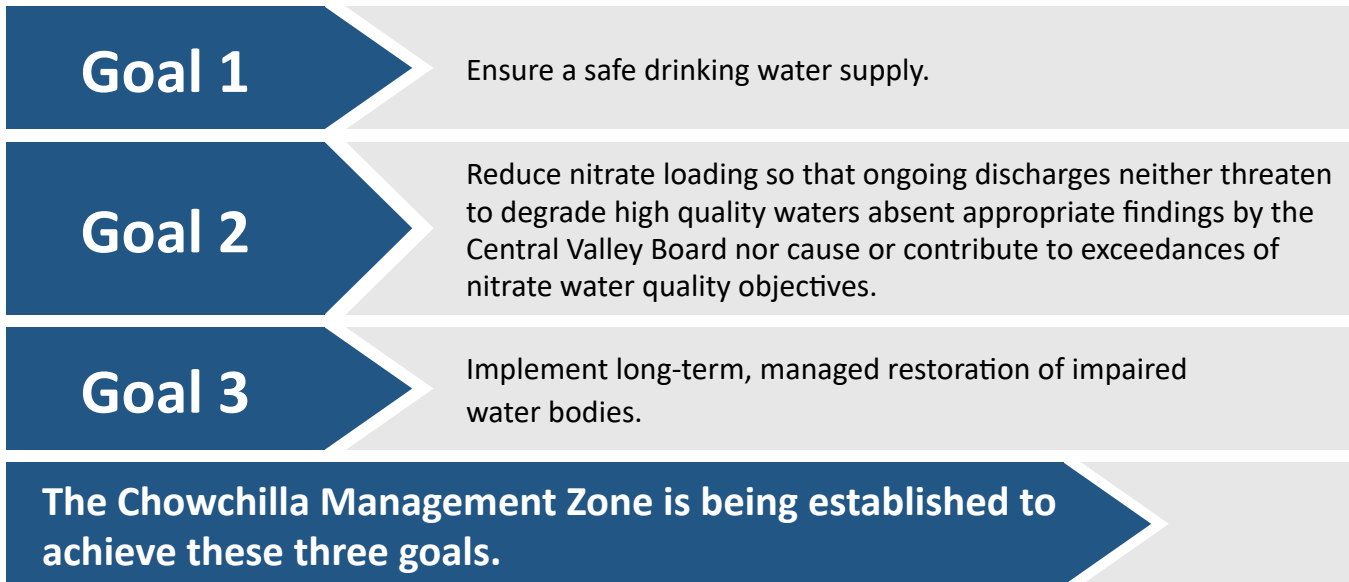 Goal 1
Ensure a safe drinking water supply.
Goal 2
Reduce nitrate loading so that ongoing discharges neither threaten
to degrade high quality waters absent appropriate findings by the
Central Valley Board nor cause or contribute to exceedances of
nitrate water quality objectives.
Goal 3
Implement long-term, managed restoration of impaired
water bodies.
The Chowchilla Management Zone is being established to
achieve these three goals.